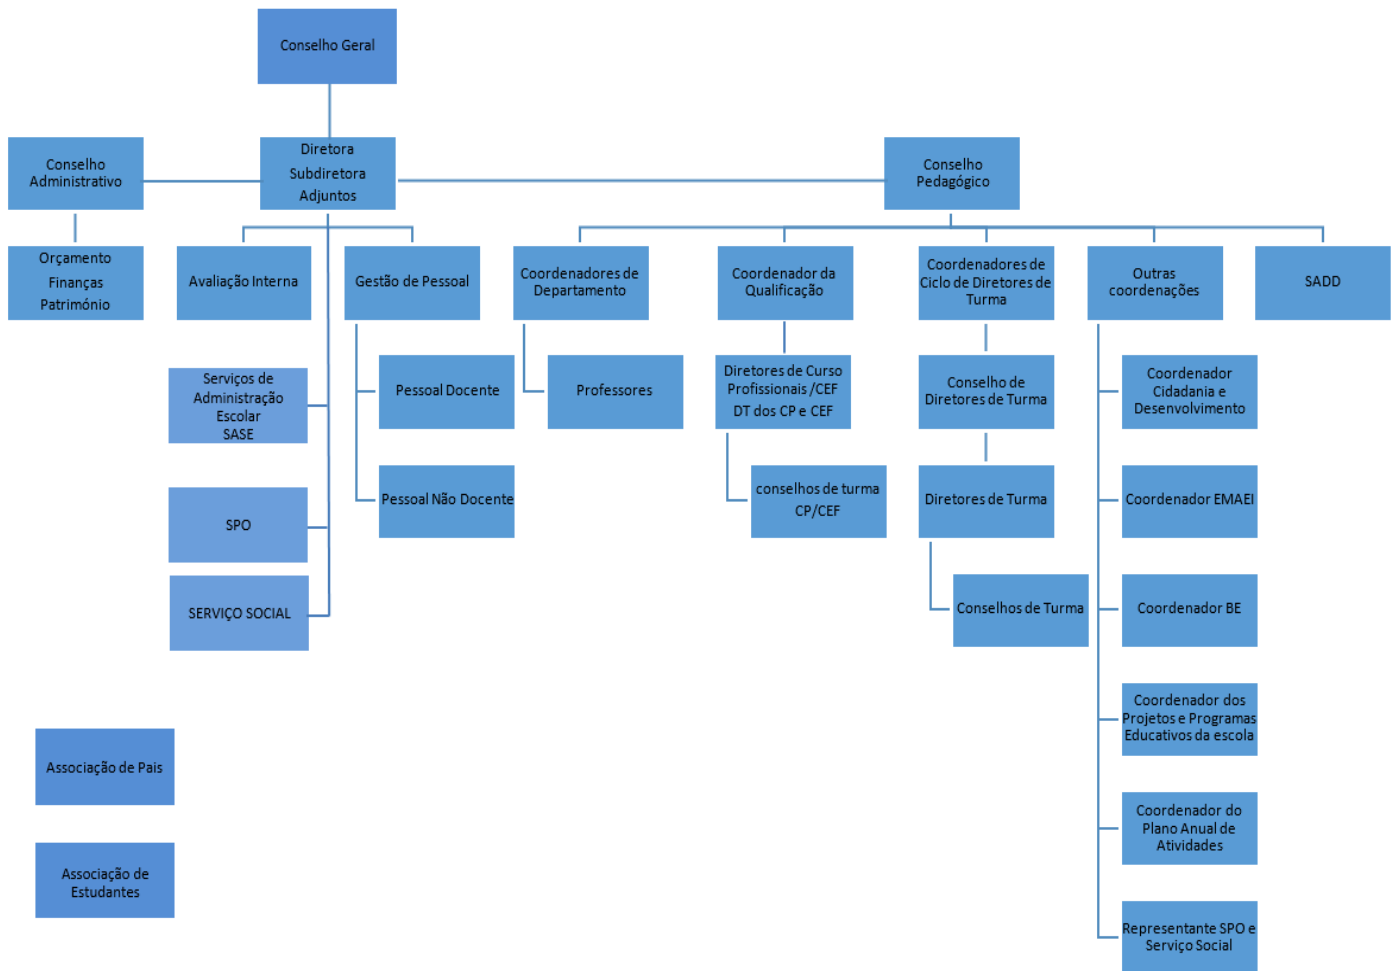 Conselho Geral
Conselho
Administrativo
Diretora
Subdiretora
Adjuntos
Conselho
Pedagógico
Orçamento
Finanças
Património
Avaliação Interna
Gestão de Pessoal
Coordenadores de
Departamento
Coordenador da
Qualificação
Coordenadores de
Ciclo de Diretores de
Turma
Outras
coordenações
SADD
Serviços de
Administração
Escolar
SASE
Pessoal Docente
Professores
Diretores de Curso
Profissionais /CEF
DT dos CP e CEF
Conselho de
Diretores de Turma
Coordenador
Cidadania e
Desenvolvimento
SPO
Pessoal Não Docente
conselhos de turma
CP/CEF
Diretores de Turma
Coordenador EMAEI
SERVIÇO SOCIAL
Conselhos de Turma
Coordenador BE
Coordenador dos
Projetos e Programas
Educativos da escola
Associação de Pais
Coordenador do
Plano Anual de
Atividades
Associação de
Estudantes
Representante SPO e
Serviço Social